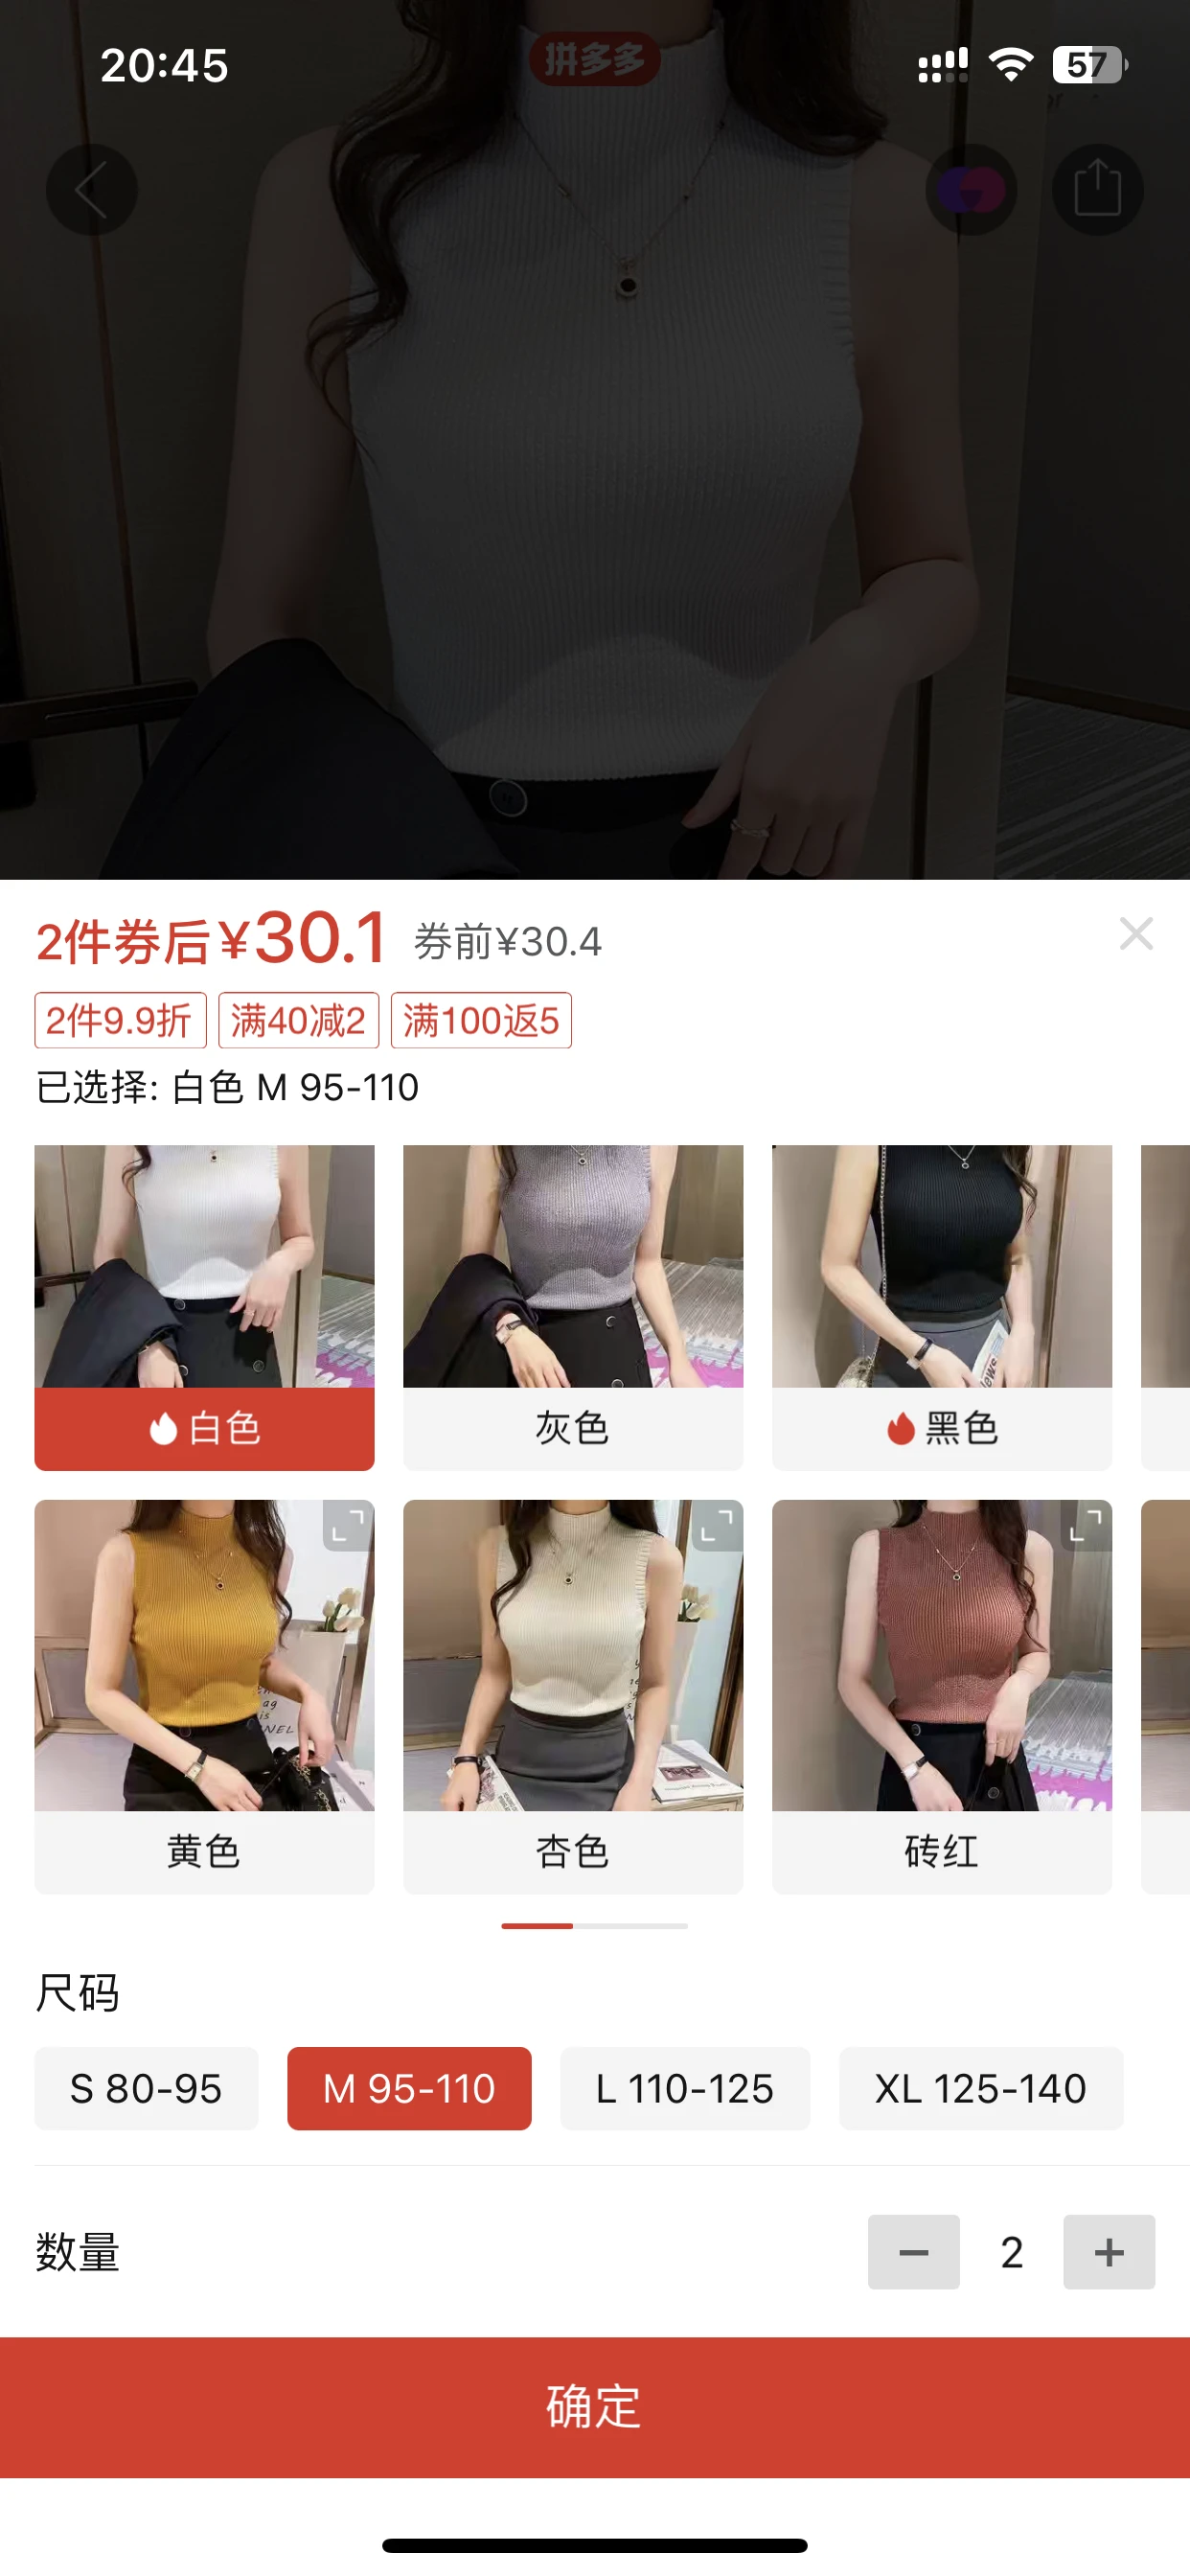 20:45
拼多多
57
2件券后¥30.1 券前¥30.4
2件9.9折 满40减2 满100返5
已选择: 白色 M 95-110
白色 灰色 黑色
黄色 杏色 砖红
尺码
S 80-95 M 95-110 L 110-125 XL 125-140
数量
2
确定